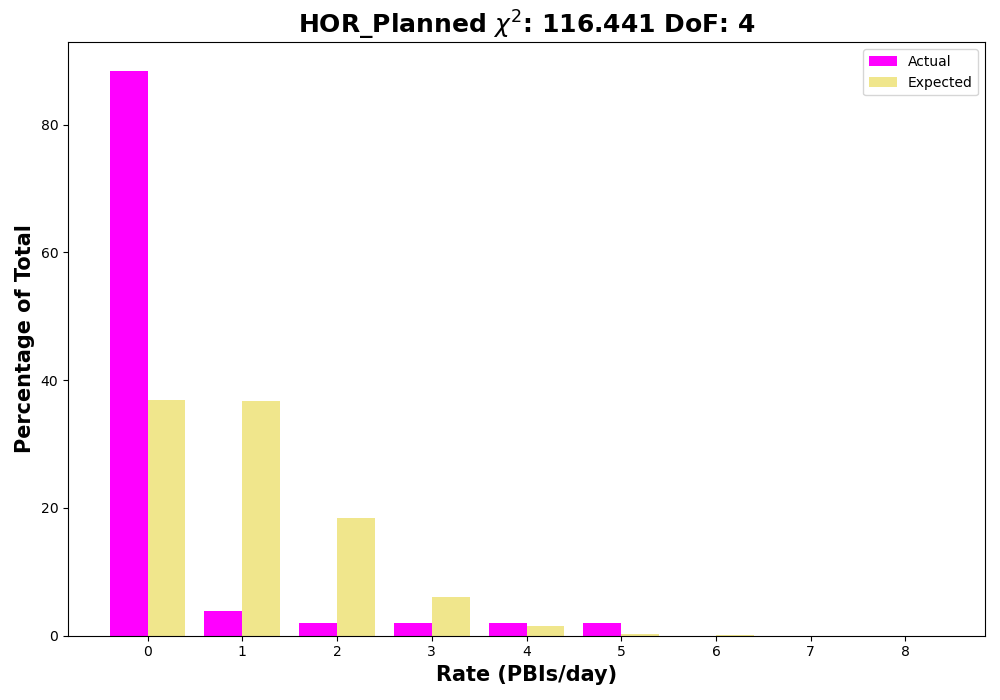 HOR_Planned χ²: 116.441 DoF: 4
Actual
Expected
Percentage of Total
80
60
40
20
0
0 1 2 3 4 5 6 7 8
Rate (PBIs/day)